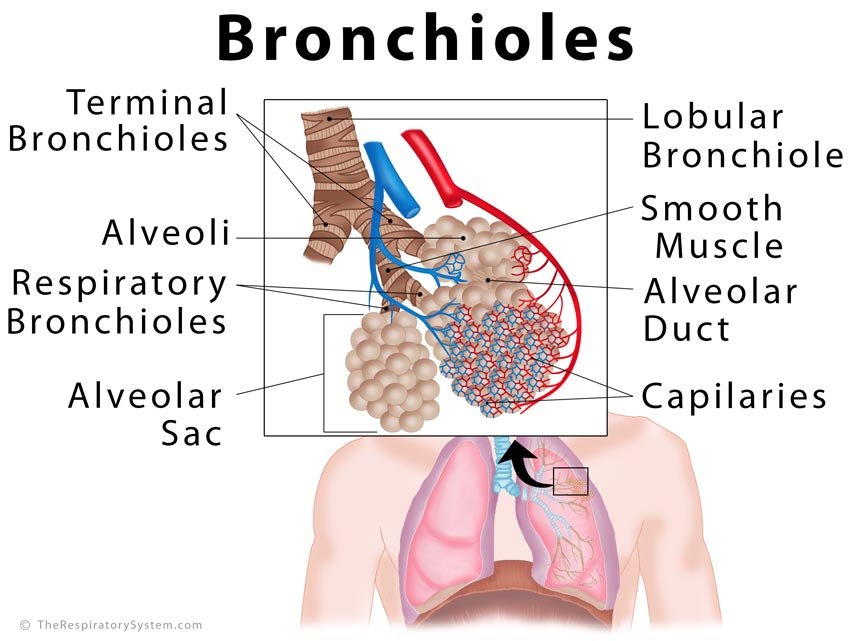 Bronchioles
Terminal
Bronchioles
Alveoli
Respiratory
Bronchioles
Alveolar
Sac
Lobular
Bronchiole
Smooth
Muscle
Alveolar
Duct
Capilaries
© TheRespiratorySystem.com